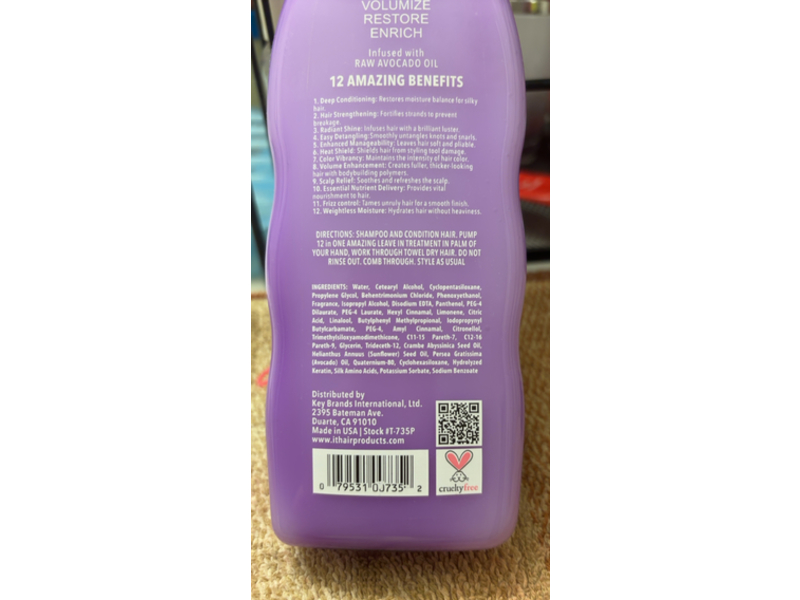 VOLUMIZE
RESTORE
ENRICH
Infused with
RAW AVOCADO OIL
12 AMAZING BENEFITS
1. Deep Conditioning: Restores moisture balance for silky
hair.
2. Hair Strengthening: Fortifies strands to prevent
breakage.
3. Radiant Shine: Infuses hair with a brilliant luster.
4. Easy Detangling: Smoothly untangles knots and snarls.
5. Enhanced Manageability: Leaves hair soft and pliable.
6. Heat Shield: Shields hair from styling tool damage.
7. Color Vibrancy: Maintains the intensity of hair color.
8. Volume Enhancement: Creates fuller, thicker-looking
hair with bodybuilding polymers.
9. Scalp Relief: Soothes and refreshes the scalp.
10. Essential Nutrient Delivery: Provides vital
nourishment to hair.
11. Frizz control: Tames unruly hair for a smooth finish.
12. Weightless Moisture: Hydrates hair without heaviness.
DIRECTIONS: SHAMPOO AND CONDITION HAIR. PUMP
12 in ONE AMAZING LEAVE IN TREATMENT IN PALM OF
YOUR HAND, WORK THROUGH TOWEL DRY HAIR. DO NOT
RINSE OUT. COMB THROUGH. STYLE AS USUAL
INGREDIENTS: Water, Cetearyl Alcohol, Cyclopentasiloxane,
Propylene Glycol, Behentrimonium Chloride, Phenoxyethanol,
Fragrance, Isopropyl Alcohol, Disodium EDTA, Panthenol, PEG-4
Dilaurate, PEG-4 Laurate, Hexyl Cinnamal, Limonene, Citric
Acid, Linalool, Butylphenyl Methylpropional, Iodopropynyl
Butylcarbamate, PEG-4, Amyl Cinnamal, Citronellol,
Trimethylsiloxyamodimethicone, C11-15 Pareth-7, C12-16
Pareth-9, Glycerin, Trideceth-12, Crambe Abyssinica Seed Oil,
Helianthus Annuus (Sunflower) Seed Oil, Persea Gratissima
(Avocado) Oil, Quaternium-80, Cyclohexasiloxane, Hydrolyzed
Keratin, Silk Amino Acids, Potassium Sorbate, Sodium Benzoate
Distributed by
Key Brands International, Ltd.
2395 Bateman Ave.
Duarte, CA 91010
Made in USA | Stock #T-735P
www.ithairproducts.com
crueltyfree